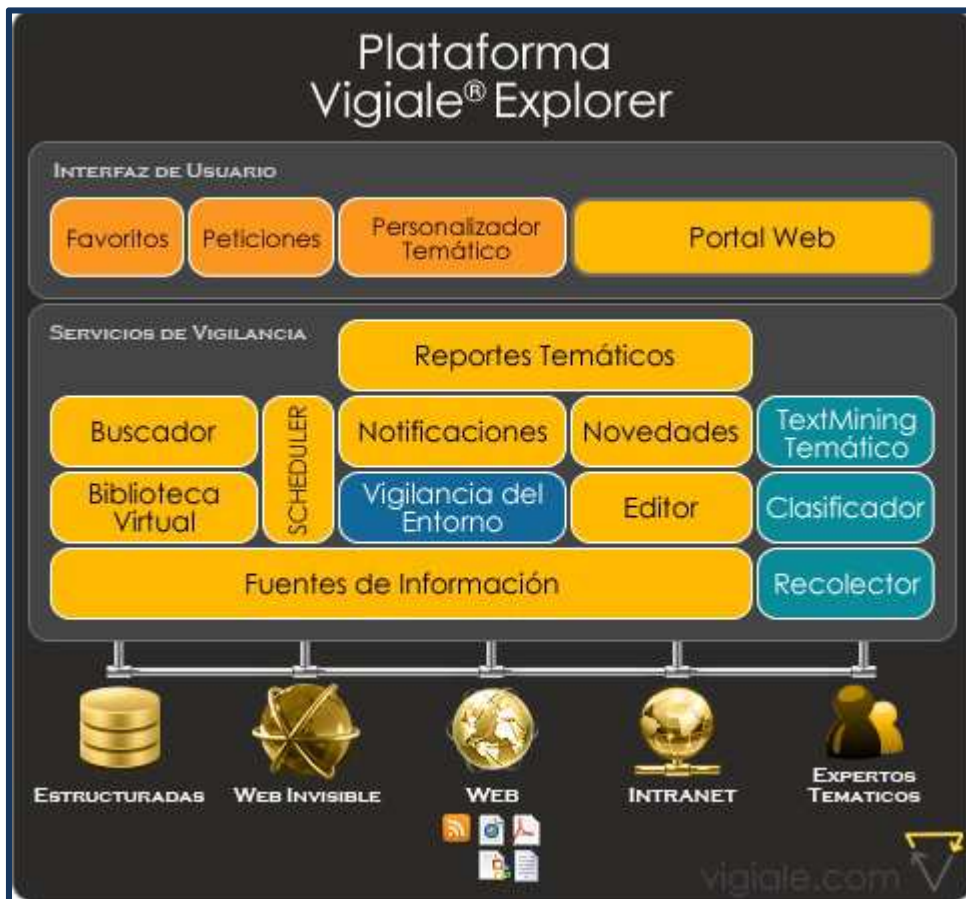 Plataforma
Vigiale® Explorer
INTERFAZ DE USUARIO
Favoritos
Peticiones
Personalizador
Temático
Portal Web
SERVICIOS DE VIGILANCIA
Reportes Temáticos
Buscador
SCHEDULER
Notificaciones
Novedades
TextMining
Temático
Biblioteca
Virtual
Vigilancia del
Entorno
Editor
Clasificador
Fuentes de Información
Recolector
ESTRUCTURADAS
WEB INVISIBLE
WEB
INTRANET
EXPERTOS
TEMATICOS
vigiale.com